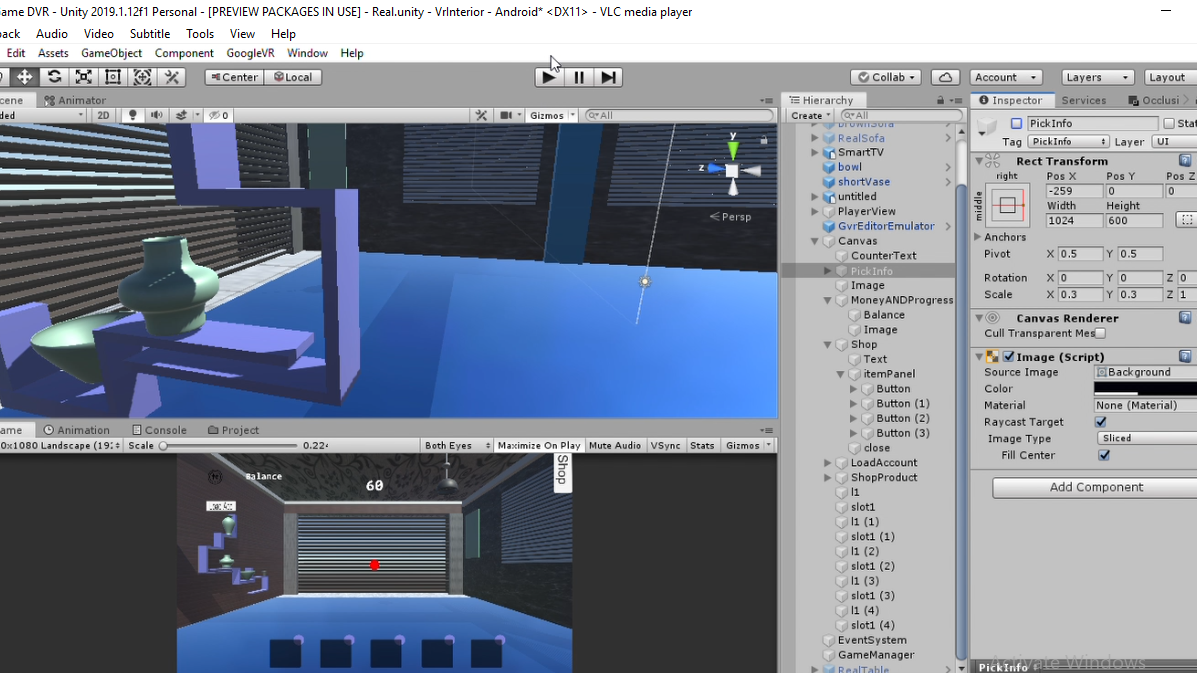 ame DVR - Unity 2019.1.12f1 Personal - [PREVIEW PACKAGES IN USE] - Real.unity - VrInterior - Android* <DX11> - VLC media player
back Audio Video Subtitle Tools View Help
Edit Assets GameObject Component GoogleVR Window Help
Center Local Collab Account Layers Layout
cene Animator
ded 2D 0 Gizmos All
y
z
Persp
ame Animation Console Project
0x1080 Landscape (19: Scale 0.22 Both Eyes Maximize On Play Mute Audio VSync Stats Gizmos
Balance
60
Shop
Hierarchy
Create All
brownSofa
RealSofa
SmartTV
bowl
shortVase
untitled
PlayerView
GvrEditorEmulator
Canvas
CounterText
PickInfo
Image
MoneyANDProgress
Balance
Image
Shop
Text
itemPanel
Button
Button (1)
Button (2)
Button (3)
close
LoadAccount
ShopProduct
l1
slot1
l1 (1)
slot1 (1)
l1 (2)
slot1 (2)
l1 (3)
slot1 (3)
l1 (4)
slot1 (4)
EventSystem
GameManager
RealTable
Inspector Services Occlusi
PickInfo Stat
Tag PickInfo Layer UI
Rect Transform
right Pos X Pos Y Pos Z
middle -259 0 0
Width Height
1024 600
Anchors
Pivot X 0.5 Y 0.5
Rotation X 0 Y 0 Z 0
Scale X 0.3 Y 0.3 Z 1
Canvas Renderer
Cull Transparent Mes
Image (Script)
Source Image Background
Color
Material None (Material)
Raycast Target
Image Type Sliced
Fill Center
Add Component
Activate Windows
PickInfo